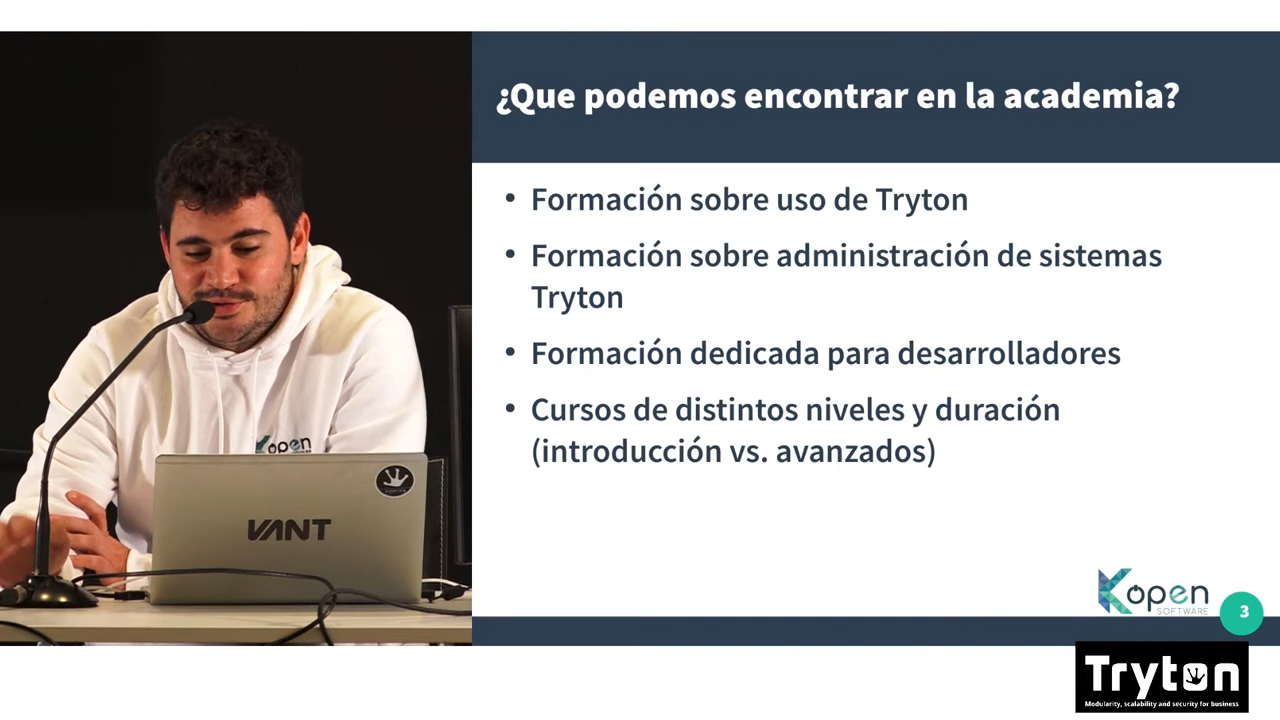 ¿Que podemos encontrar en la academia?
• Formación sobre uso de Tryton
• Formación sobre administración de sistemas
Tryton
• Formación dedicada para desarrolladores
• Cursos de distintos niveles y duración
(introducción vs. avanzados)
Kopen
SOFTWARE
3
Kopen
VANT
Tryton
Modularity, scalability and security for business